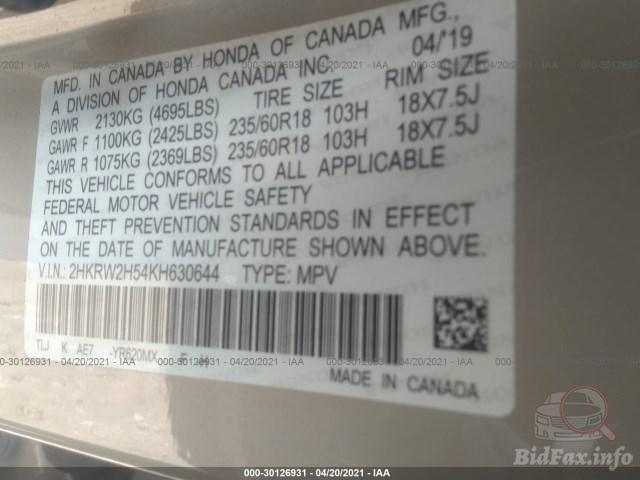 MFD. IN CANADA BY HONDA OF CANADA MFG.,
A DIVISION OF HONDA CANADA INC. 04/'19
GVWR 2130KG (4695LBS) TIRE SIZE RIM SIZE
GAWR F 1100KG (2425LBS) 235/60R18 103H 18X7.5J
GAWR R 1075KG (2369LBS) 235/60R18 103H 18X7.5J
THIS VEHICLE CONFORMS TO ALL APPLICABLE
FEDERAL MOTOR VEHICLE SAFETY
AND THEFT PREVENTION STANDARDS IN EFFECT
ON THE DATE OF MANUFACTURE SHOWN ABOVE.
V.I.N.: 2HKRW2H54KH630644 TYPE: MPV
TLJ K AE7 -YR620MX
MADE IN CANADA
BidFax.info
000-30126931 - 04/20/2021 - IAA